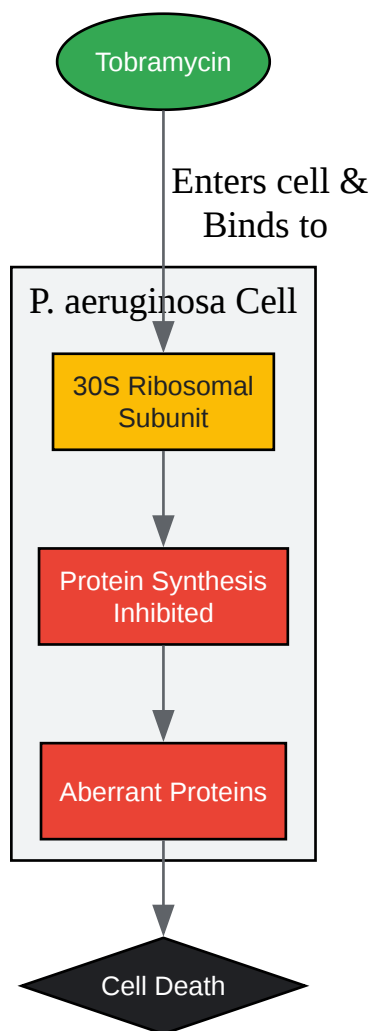 Tobramycin
Enters cell &
Binds to
P. aeruginosa Cell
30S Ribosomal
Subunit
Protein Synthesis
Inhibited
Aberrant Proteins
Cell Death